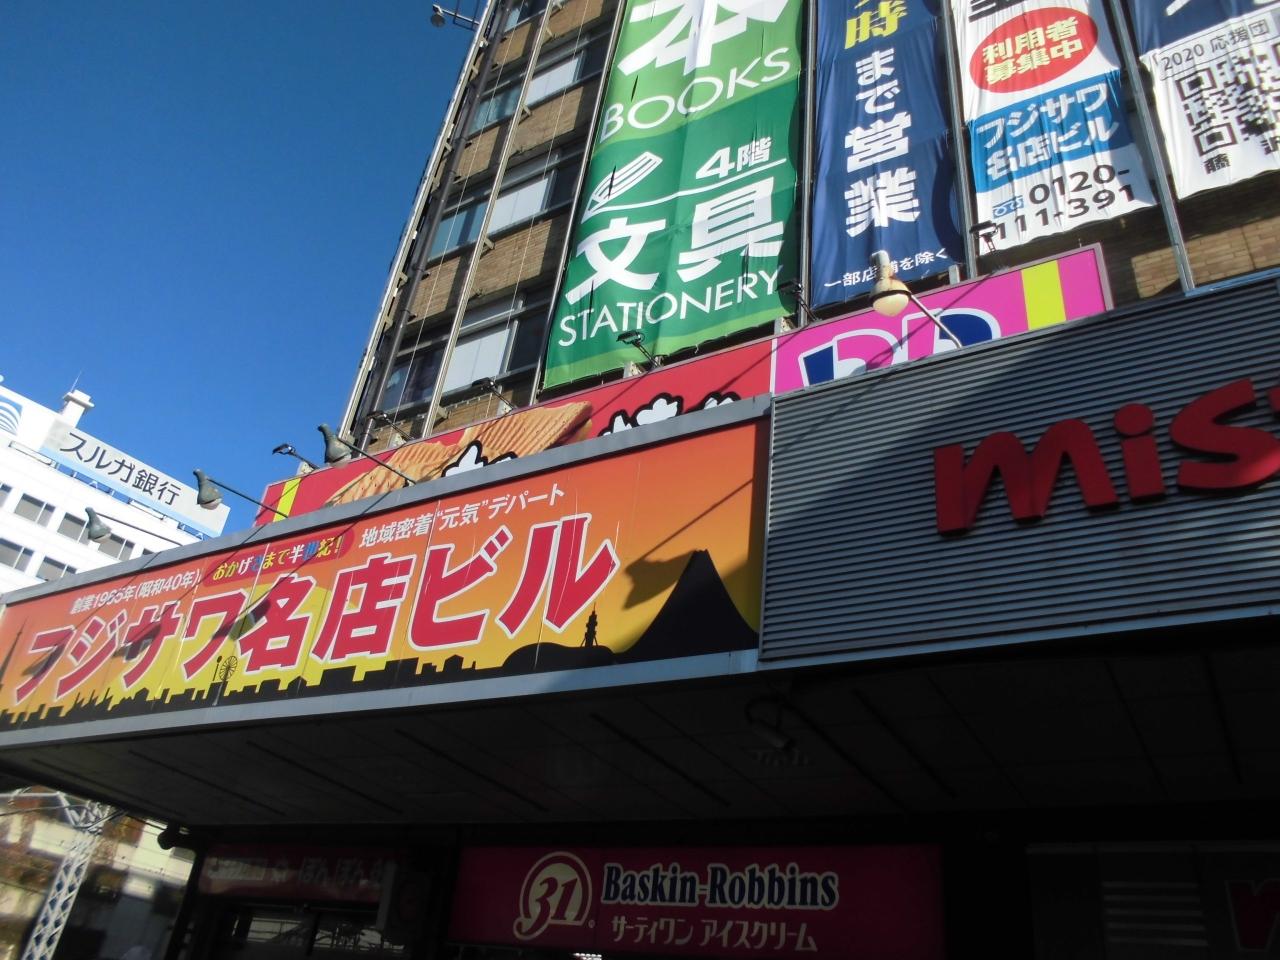 本
BOOKS
4階
文具
STATIONERY
時
まで営業
一部店舗を除く
利用者
募集中
フジサワ
名店ビル
0120-
111-391
2020 応援団
スルガ銀行
創業1965年(昭和40年)
おかげさまで半世紀!
地域密着"元気"デパート
フジサワ名店ビル
mis
31
Baskin-Robbins
サーティワン アイスクリーム